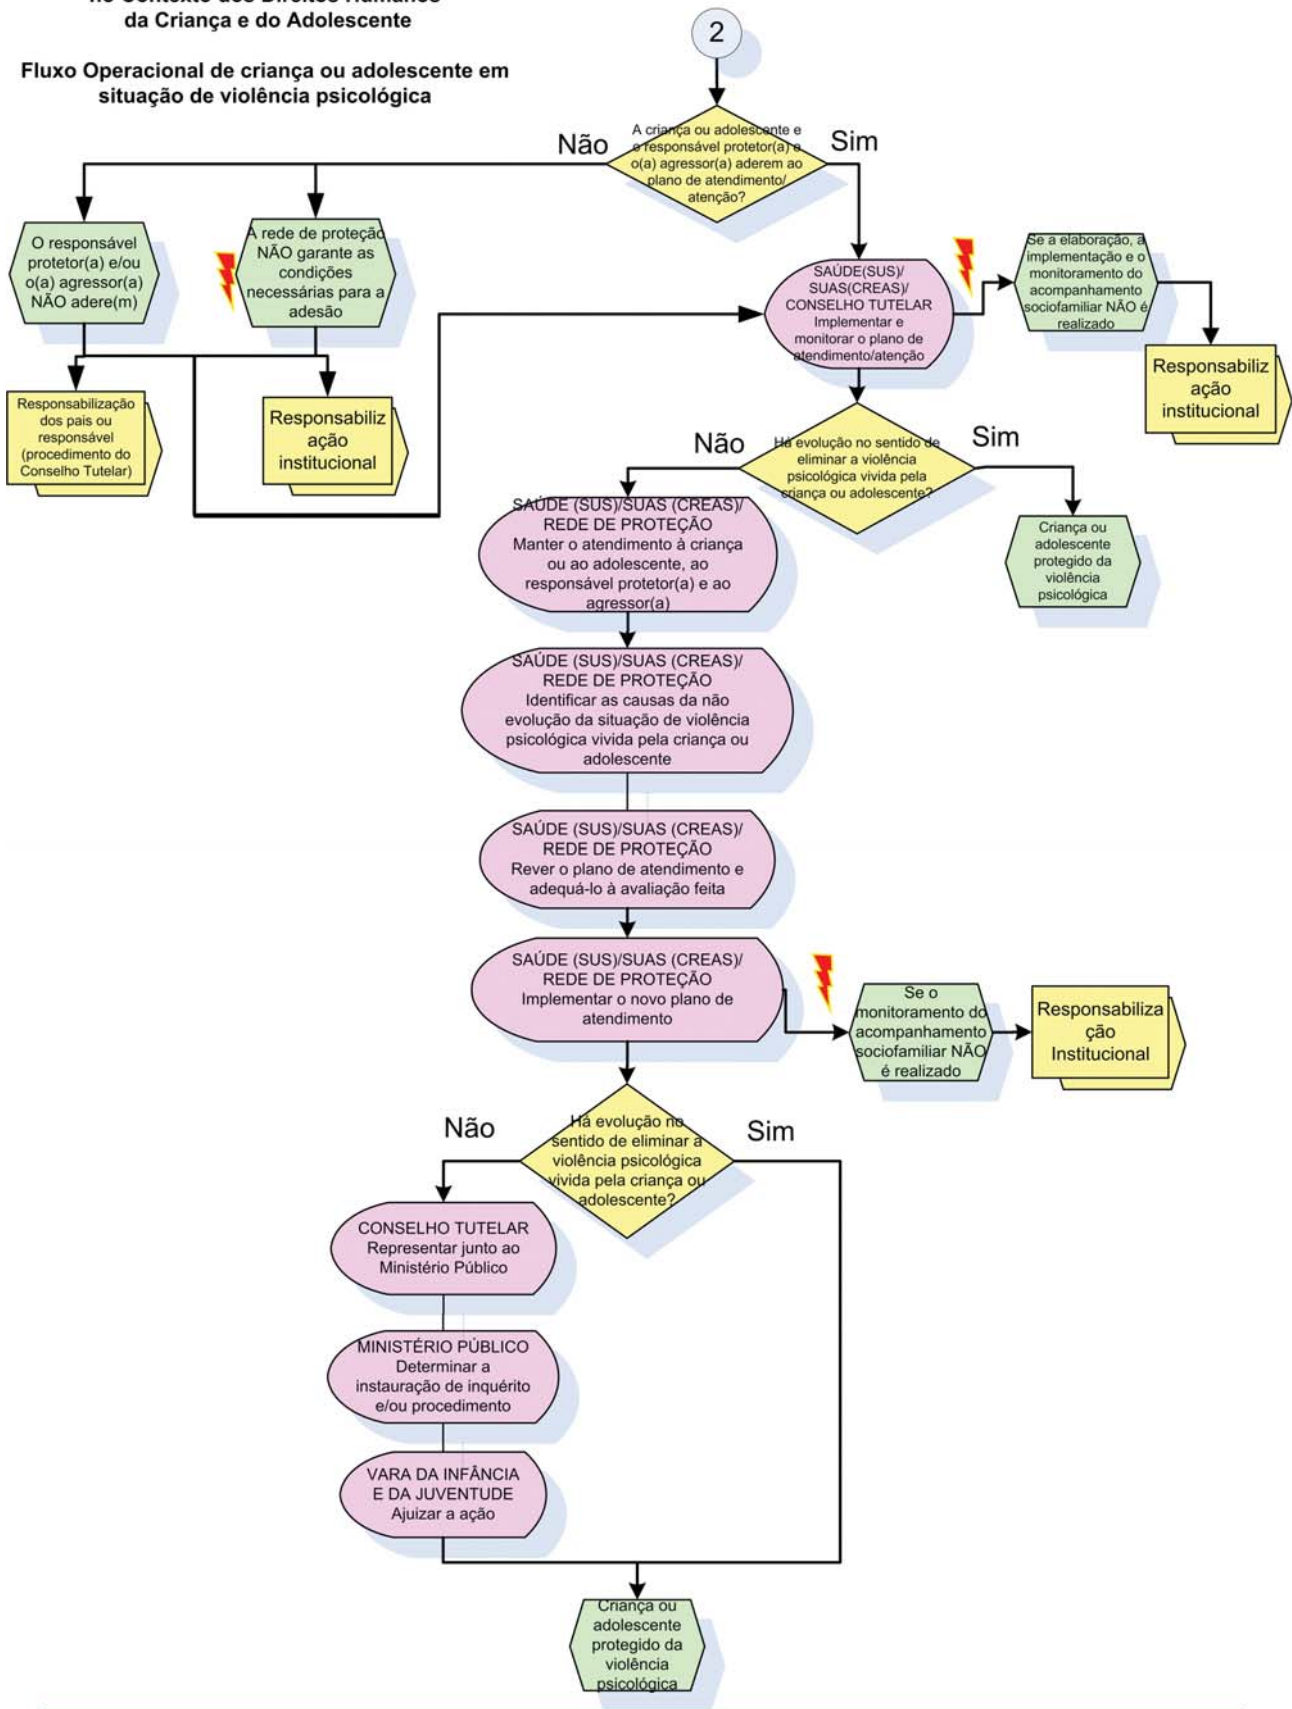 da Criança e do Adolescente
Fluxo Operacional de criança ou adolescente em
situação de violência psicológica
2
A criança ou adolescente e
o responsável protetor(a) e
o(a) agressor(a) aderem ao
plano de atendimento/
atenção?
Não
Sim
O responsável
protetor(a) e/ou
o(a) agressor(a)
NÃO adere(m)
A rede de proteção
NÃO garante as
condições
necessárias para a
adesão
SAÚDE(SUS)/
SUAS(CREAS)/
CONSELHO TUTELAR
Implementar e
monitorar o plano de
atendimento/atenção
Se a elaboração, a
implementação e o
monitoramento do
acompanhamento
sociofamiliar NÃO é
realizado
Responsabiliz
ação
institucional
Responsabilização
dos pais ou
responsável
(procedimento do
Conselho Tutelar)
Responsabiliz
ação
institucional
Não
Há evolução no sentido de
eliminar a violência
psicológica vivida pela
criança ou adolescente?
Sim
SAÚDE (SUS)/SUAS (CREAS)/
REDE DE PROTEÇÃO
Manter o atendimento à criança
ou ao adolescente, ao
responsável protetor(a) e ao
agressor(a)
Criança ou
adolescente
protegido da
violência
psicológica
SAÚDE (SUS)/SUAS (CREAS)/
REDE DE PROTEÇÃO
Identificar as causas da não
evolução da situação de violência
psicológica vivida pela criança ou
adolescente
SAÚDE (SUS)/SUAS (CREAS)/
REDE DE PROTEÇÃO
Rever o plano de atendimento e
adequá-lo à avaliação feita
SAÚDE (SUS)/SUAS (CREAS)/
REDE DE PROTEÇÃO
Implementar o novo plano de
atendimento
Se o
monitoramento do
acompanhamento
sociofamiliar NÃO
é realizado
Responsabiliza
ção
Institucional
Não
Há evolução no
sentido de eliminar a
violência psicológica
vivida pela criança ou
adolescente?
Sim
CONSELHO TUTELAR
Representar junto ao
Ministério Público
MINISTÉRIO PÚBLICO
Determinar a
instauração de inquérito
e/ou procedimento
VARA DA INFÂNCIA
E DA JUVENTUDE
Ajuizar a ação
Criança ou
adolescente
protegido da
violência
psicológica